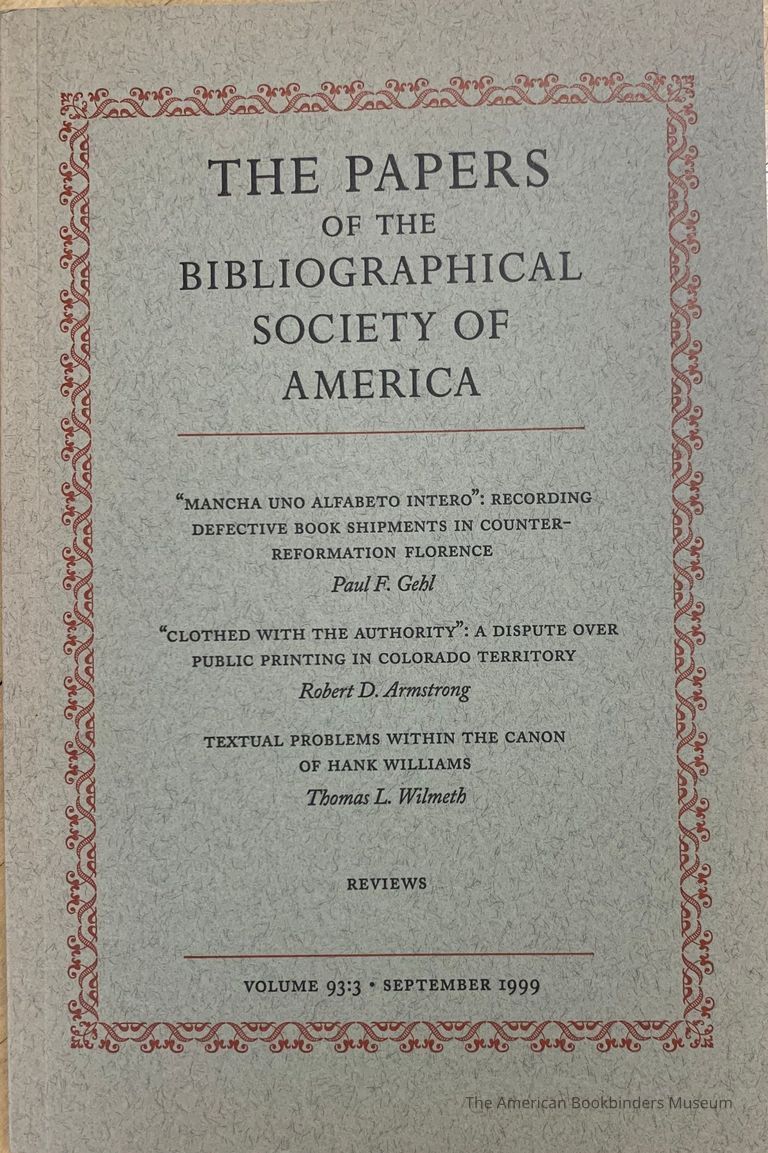 THE PAPERS
OF THE
BIBLIOGRAPHICAL
SOCIETY OF
AMERICA
“MANCHA UNO ALFABETO INTERO”: RECORDING
DEFECTIVE BOOK SHIPMENTS IN COUNTER-
REFORMATION FLORENCE
Paul F. Gehl
“CLOTHED WITH THE AUTHORITY”: A DISPUTE OVER
PUBLIC PRINTING IN COLORADO TERRITORY
Robert D. Armstrong
TEXTUAL PROBLEMS WITHIN THE CANON
OF HANK WILLIAMS
Thomas L. Wilmeth
REVIEWS
VOLUME 93:3 • SEPTEMBER 1999
The American Bookbinders Museum